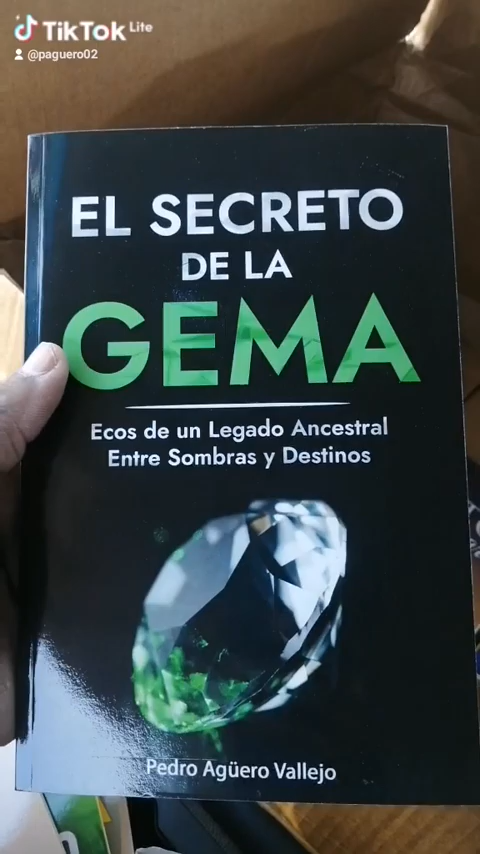 TikTok Lite
@paguero02
EL SECRETO
DE LA
GEMA
Ecos de un Legado Ancestral
Entre Sombras y Destinos
Pedro Agüero Vallejo